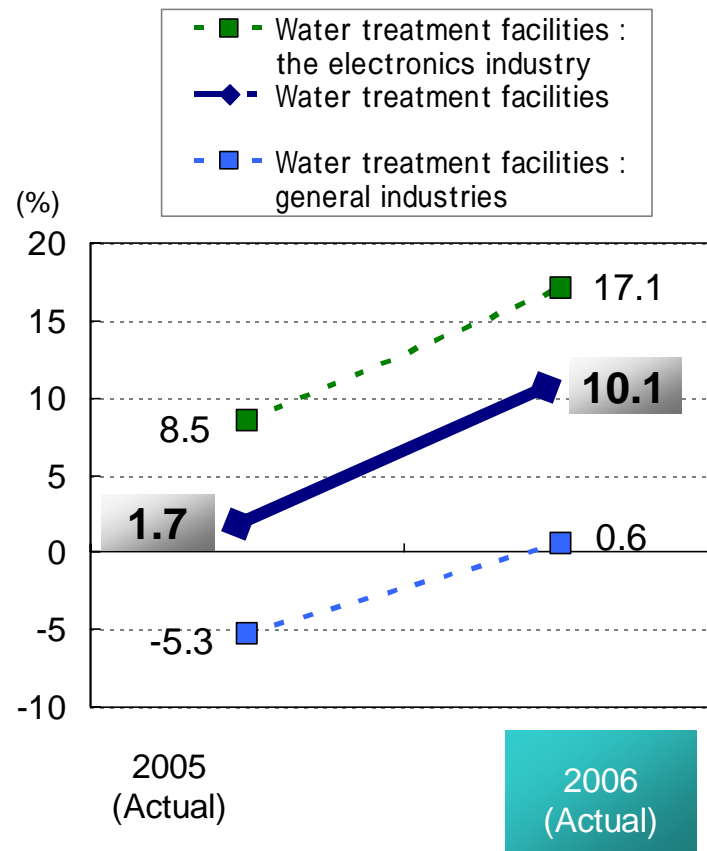 Water treatment facilities :
the electronics industry
Water treatment facilities
Water treatment facilities :
general industries
(%)
20
17.1
15
10.1
10
8.5
5
1.7
0.6
0
-5
-5.3
-10
2005
(Actual)
2006
(Actual)